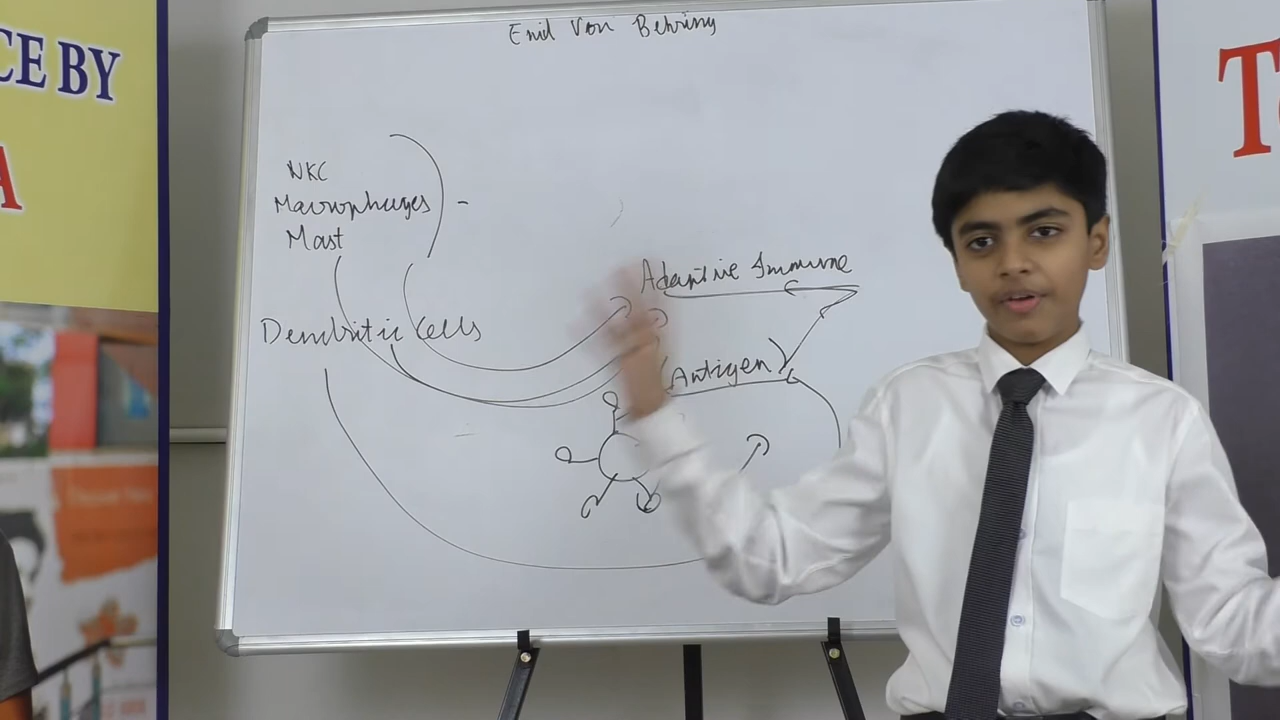 Emil Von Behring
CE BY
A
NKC
Macrophages
Mast
Dendritic Cells
Adaptive Immune
(Antigen)
T